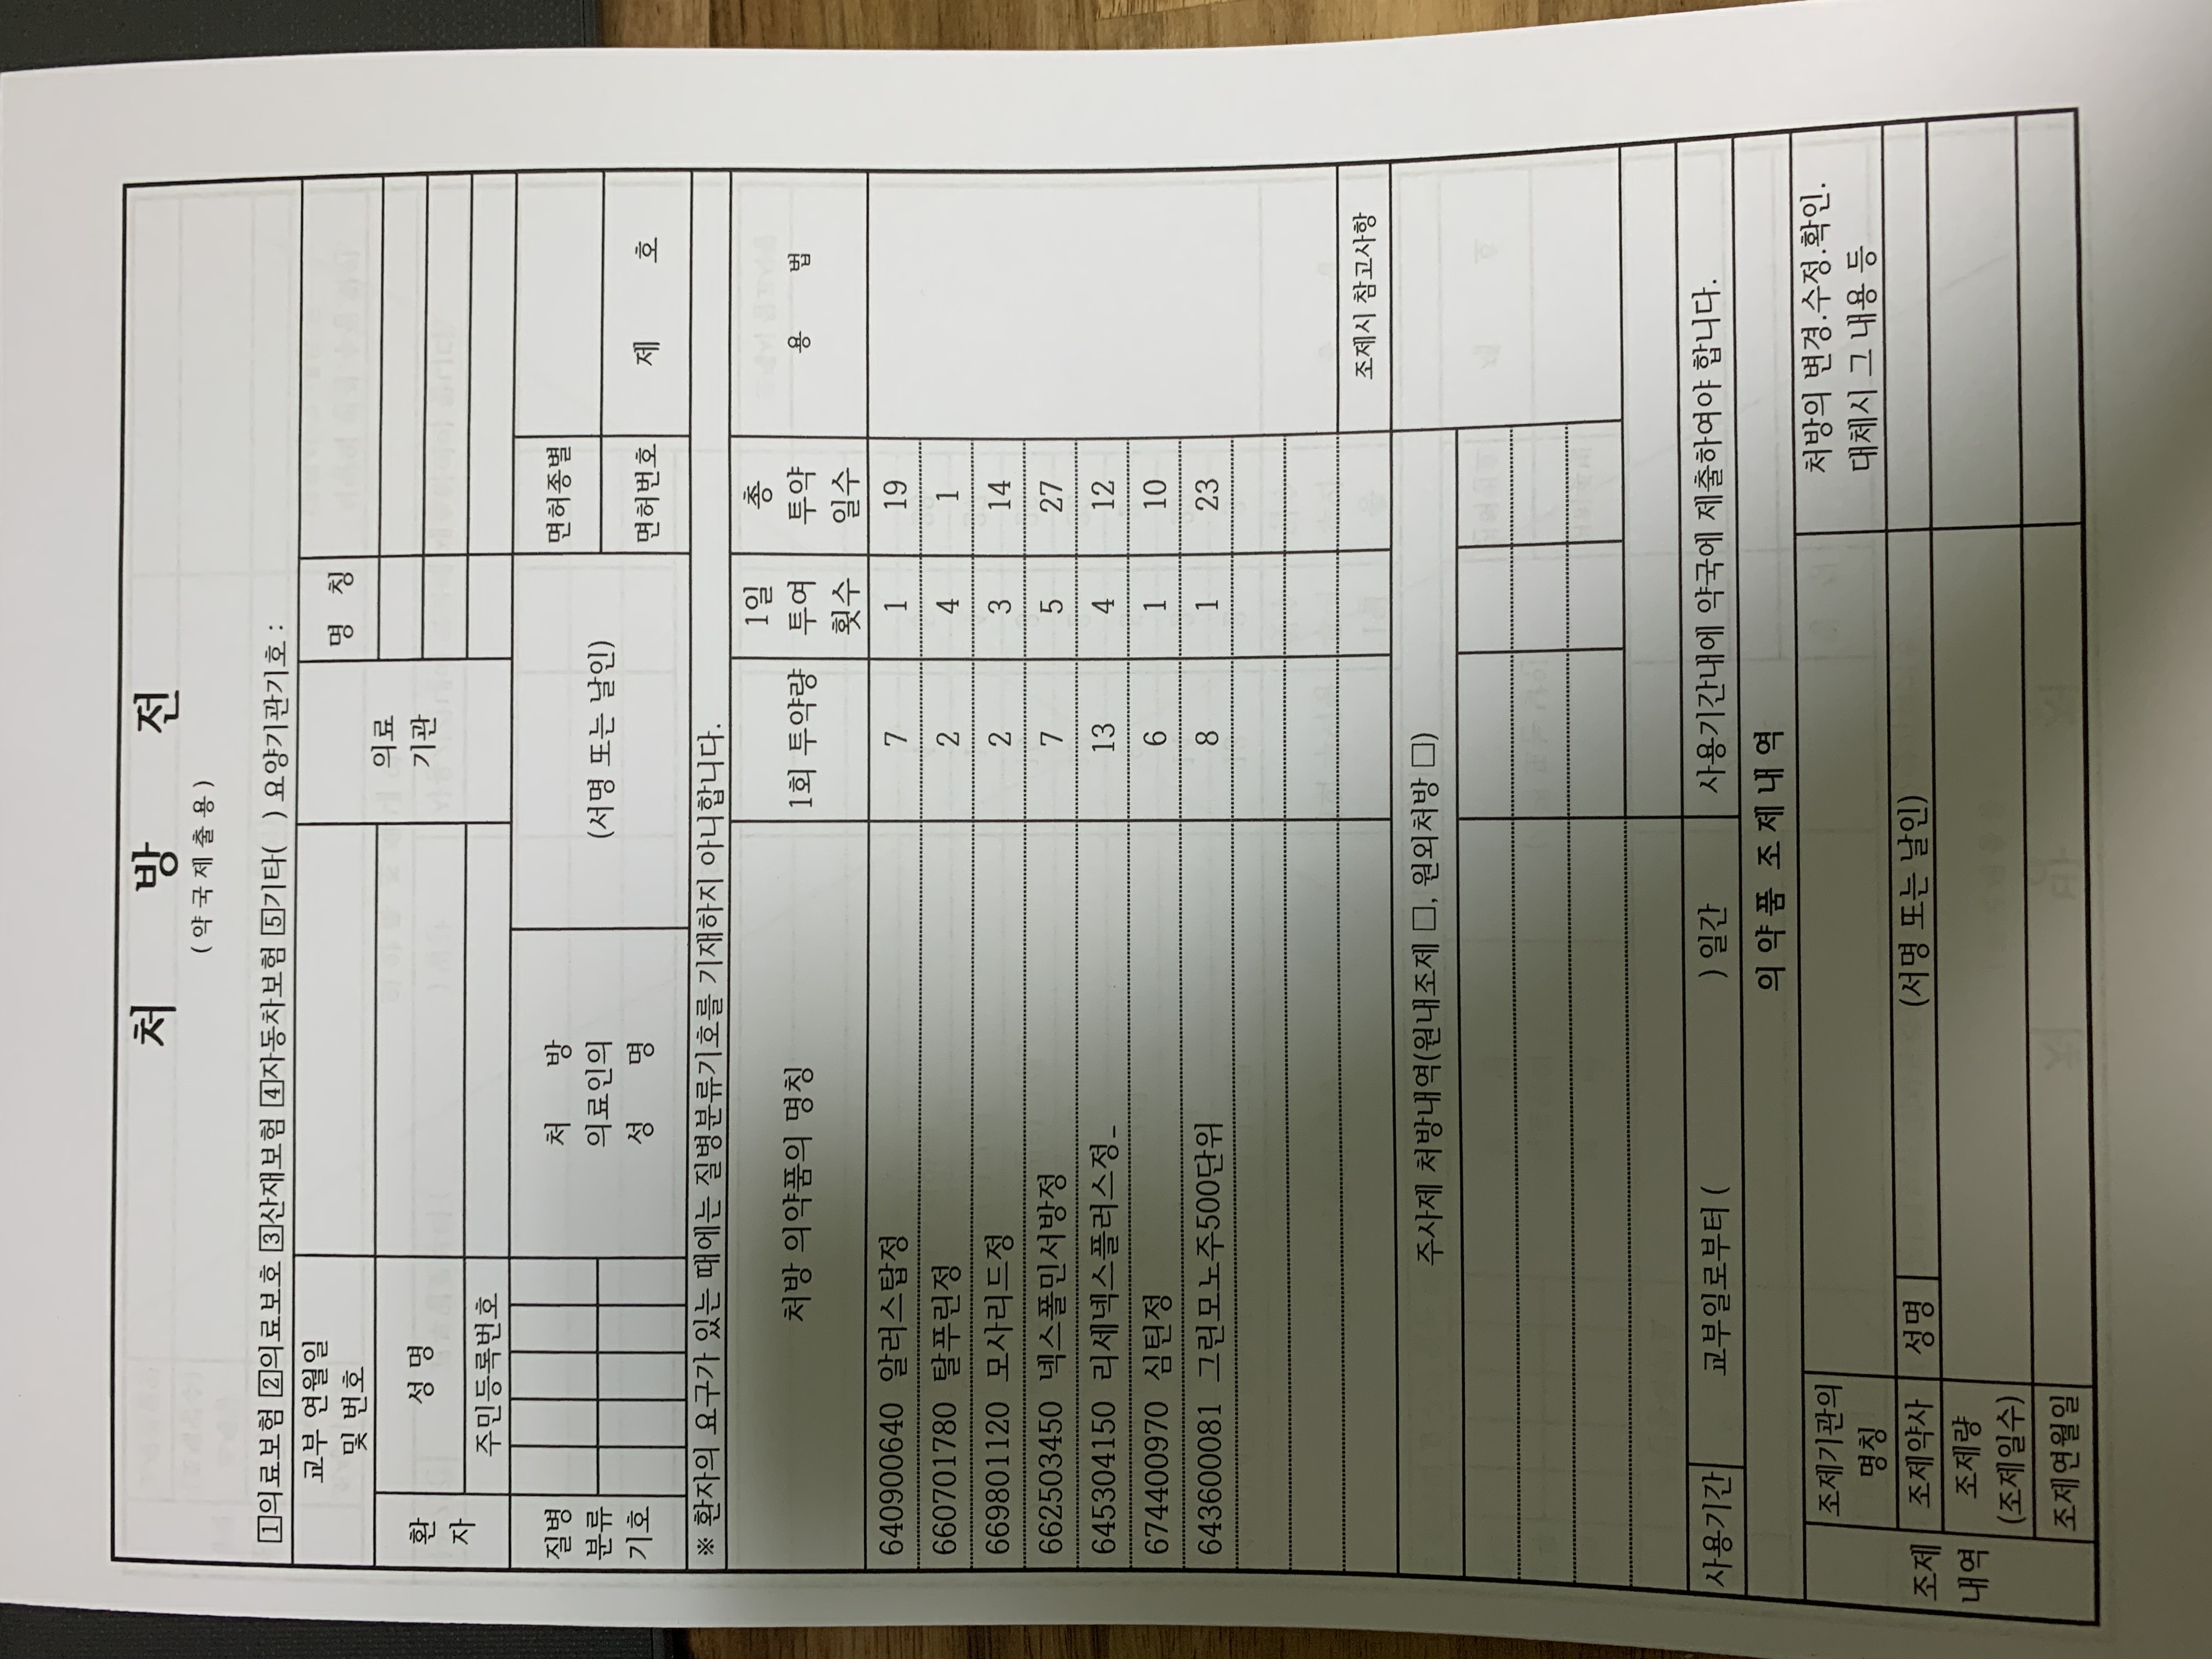 처 방 전
(약국제출용)
1의료보험 2의료보호 3산재보험 4자동차보험 5기타( ) 요양기관기호 :
교부 연월일
및 번호
의료
기관
명 칭
환
자
성 명
주민등록번호
질병
분류
기호
처 방
의료인의
성 명
(서명 또는 날인)
면허종별
면허번호
제 호
※ 환자의 요구가 있는 때에는 질병분류기호를 기재하지 아니합니다.
처방 의약품의 명칭
1회 투약량
1일
투여
횟수
총
투약
일수
용 법
640900640 알러스탑정 7 1 19
660701780 탈푸린정 2 4 1
669801120 모사리드정 2 3 14
662503450 넥스폴민서방정 7 5 27
645304150 리세넥스플러스정_ 13 4 12
674400970 심틴정 6 1 10
643600081 그린모노주500단위 8 1 23
조제시 참고사항
주사제 처방내역(원내조제 □, 원외처방 □)
사용기간 교부일로부터 ( ) 일간 사용기간내에 약국에 제출하여야 합니다.
의 약 품 조 제 내 역
조제
내역
조제기관의
명칭
처방의 변경.수정.확인.
대체시 그 내용 등
조제약사 성명 (서명 또는 날인)
조제량
(조제일수)
조제연월일